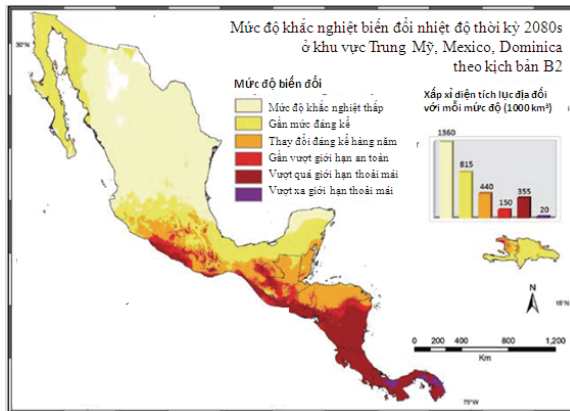 Mức độ khắc nghiệt biến đổi nhiệt độ thời kỳ 2080s
ở khu vực Trung Mỹ, Mexico, Dominica
theo kịch bản B2
30°N
Mức độ biến đổi
Mức độ khắc nghiệt thấp
Gần mức đáng kể
Thay đổi đáng kể hàng năm
Gần vượt giới hạn an toàn
Vượt quá giới hạn thoải mái
Vượt xa giới hạn thoải mái
Xấp xỉ diện tích lục địa đối
với mỗi mức độ (1000 km²)
1360
815
440
150
355
20
N
15°N
0 200 400 800 1,200
Km
75°W